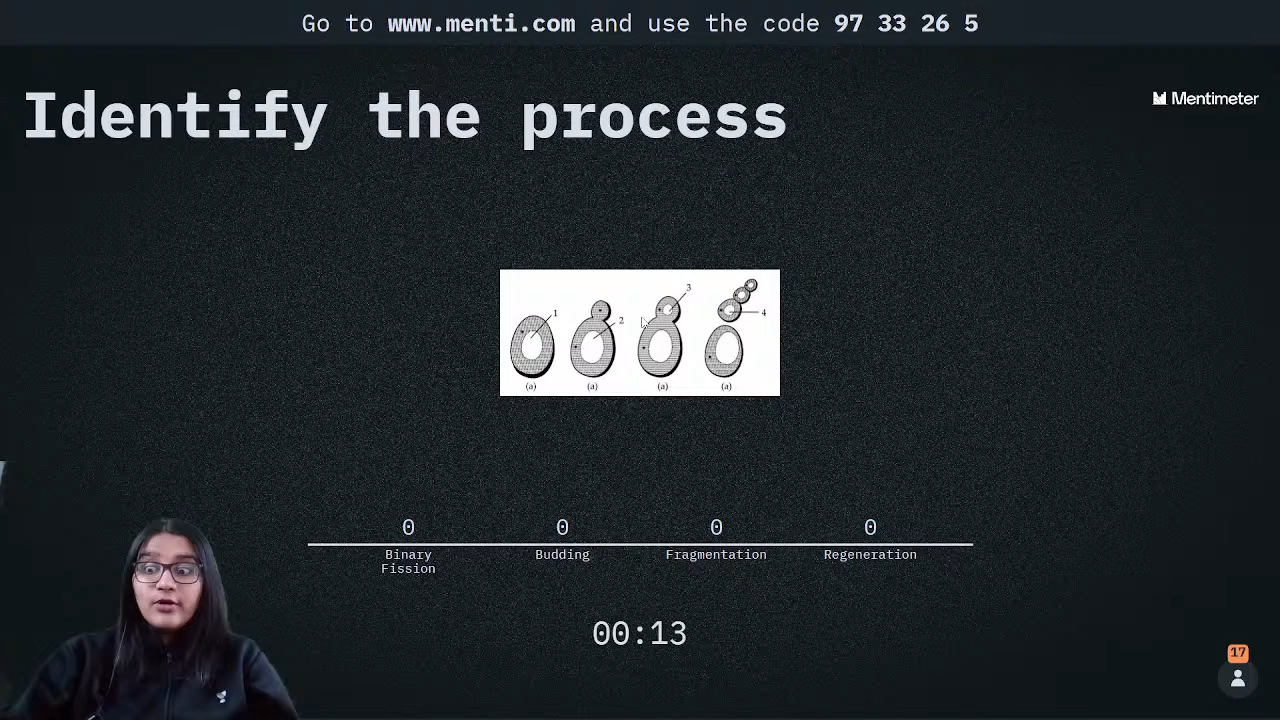 Go to www.menti.com and use the code 97 33 26 5
Identify the process
Mentimeter
1
2
3
4
(a)
(a)
(a)
(a)
0
0
0
0
Binary
Fission
Budding
Fragmentation
Regeneration
00:13
17